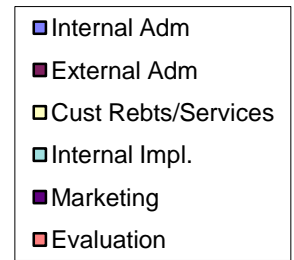 Internal Adm
External Adm
Cust Rebts/Services
Internal Impl.
Marketing
Evaluation